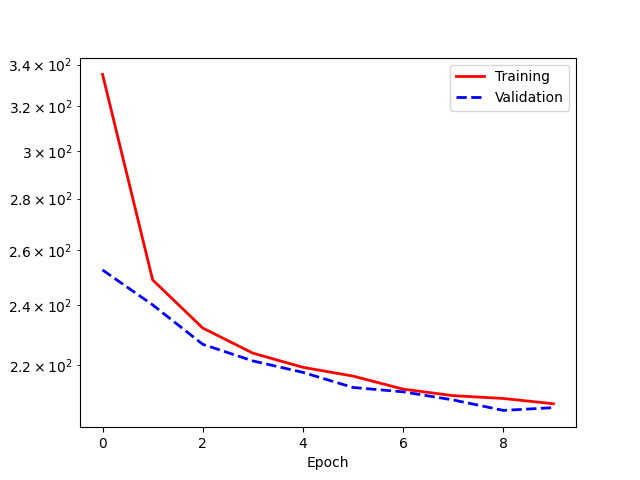 3.4 × 10²
3.2 × 10²
3 × 10²
2.8 × 10²
2.6 × 10²
2.4 × 10²
2.2 × 10²
Training
Validation
0 2 4 6 8
Epoch